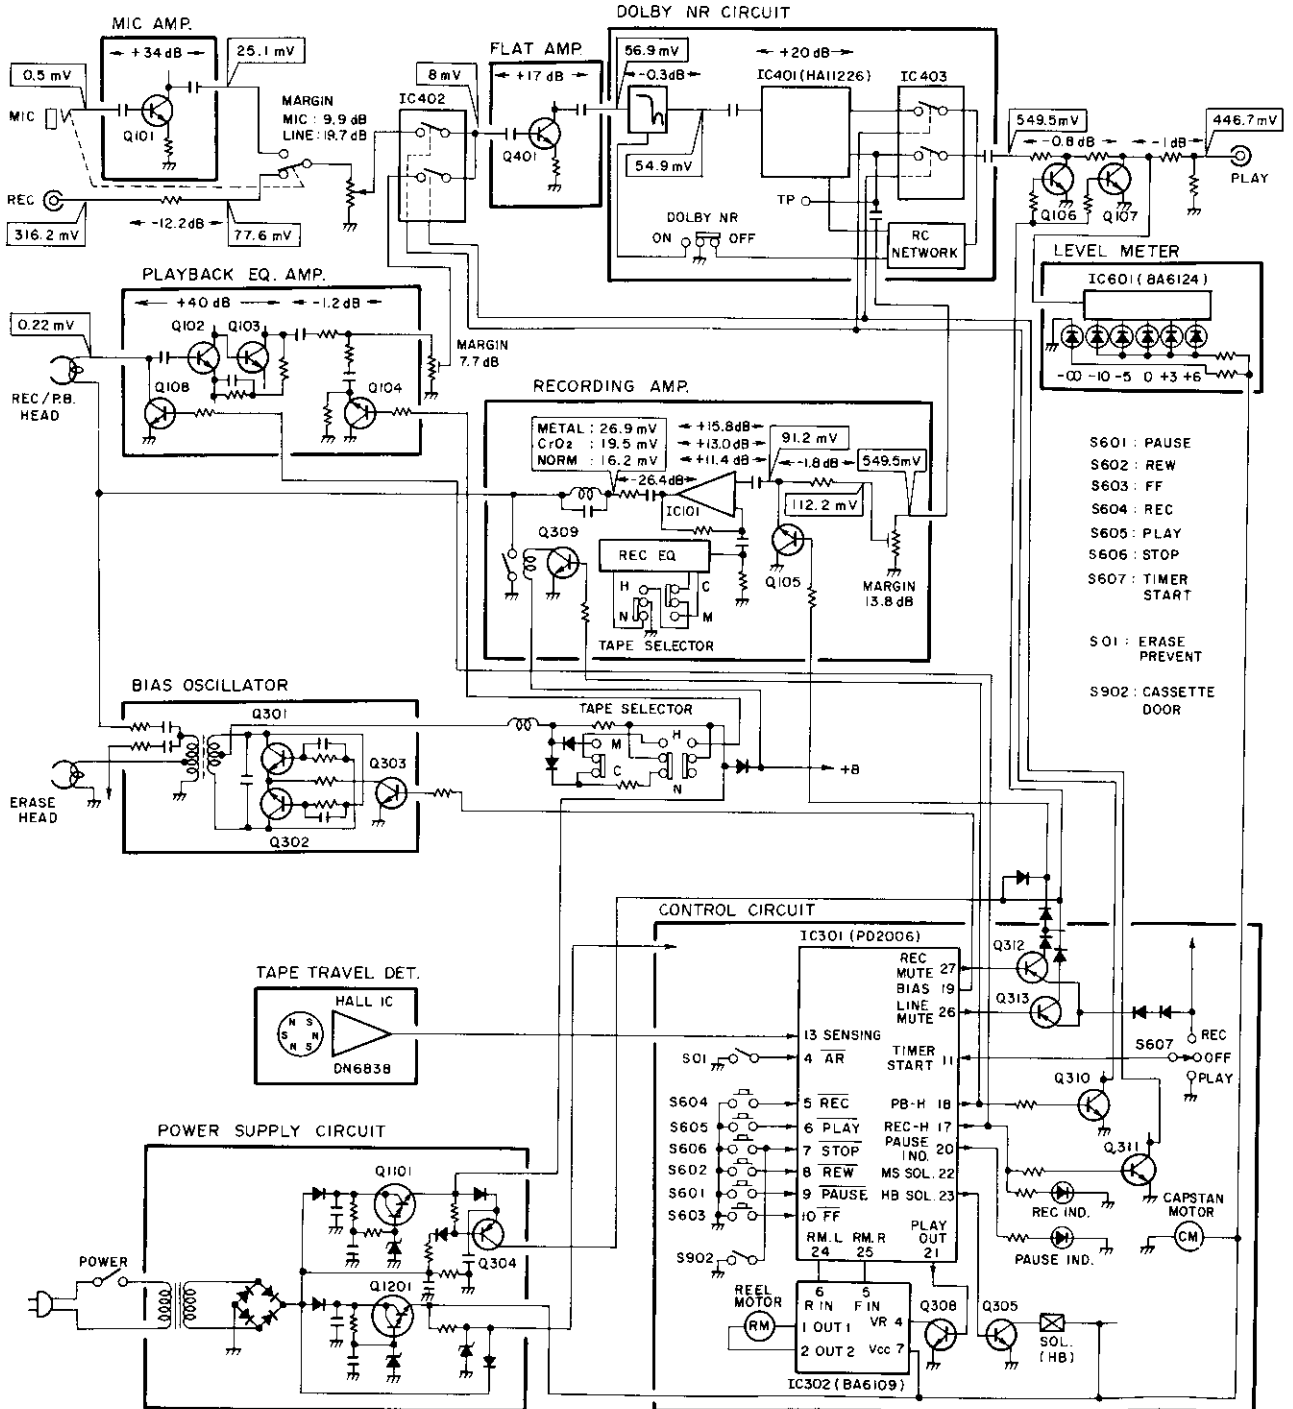 DOLBY NR CIRCUIT
MIC AMP.
+34 dB
25.1 mV
0.5 mV
MIC
Q101
MARGIN
MIC : 9.9 dB
LINE: 19.7 dB
REC
316.2 mV
-12.2dB
77.6 mV
IC402
8 mV
FLAT AMP.
+17 dB
Q401
56.9 mV
-0.3dB
54.9 mV
+20 dB
IC401(HA11226)
IC403
TP
DOLBY NR
ON
OFF
RC
NETWORK
549.5 mV
-0.8 dB
-1 dB
446.7mV
PLAY
Q106
Q107
LEVEL METER
IC601 (BA6124)
-∞ -10 -5 0 +3 +6
PLAYBACK EQ. AMP.
+40 dB
-1.2 dB
0.22 mV
Q102
Q103
Q108
Q104
MARGIN
7.7 dB
REC/P.B.
HEAD
RECORDING AMP.
METAL : 26.9 mV
CrO2 : 19.5 mV
NORM : 16.2 mV
+15.8dB
+13.0dB
+11.4 dB
91.2 mV
-1.8 dB
549.5mV
-26.4dB
112.2 mV
IC101
Q309
REC EQ
H
C
N
M
TAPE SELECTOR
Q105
MARGIN
13.8 dB
S601 : PAUSE
S602 : REW
S603 : FF
S604 : REC
S605 : PLAY
S606 : STOP
S607 : TIMER
START
S01 : ERASE
PREVENT
S902 : CASSETTE
DOOR
BIAS OSCILLATOR
Q301
Q303
Q302
ERASE
HEAD
TAPE SELECTOR
M
H
C
N
+B
CONTROL CIRCUIT
IC301 (PD2006)
REC
MUTE 27
BIAS 19
LINE
MUTE 26
13 SENSING
4 AR
TIMER
START 11
5 REC
PB-H 18
6 PLAY
REC-H 17
7 STOP
PAUSE
IND. 20
8 REW
MS SOL. 22
9 PAUSE
HB SOL. 23
10 FF
PLAY
OUT
21
RM. L
24
RM. R
25
Q312
Q313
S607
REC
OFF
PLAY
Q310
Q311
REC IND.
PAUSE IND.
CAPSTAN
MOTOR
CM
S01
S604
S605
S606
S602
S601
S603
S902
TAPE TRAVEL DET.
HALL IC
N S N S N S
DN6838
POWER SUPPLY CIRCUIT
Q1101
Q304
Q1201
POWER
REEL
MOTOR
RM
6
R IN
5
F IN
VR 4
1 OUT 1
2 OUT 2
Vcc 7
IC302 (BA6109)
Q308
Q305
SOL.
(HB)